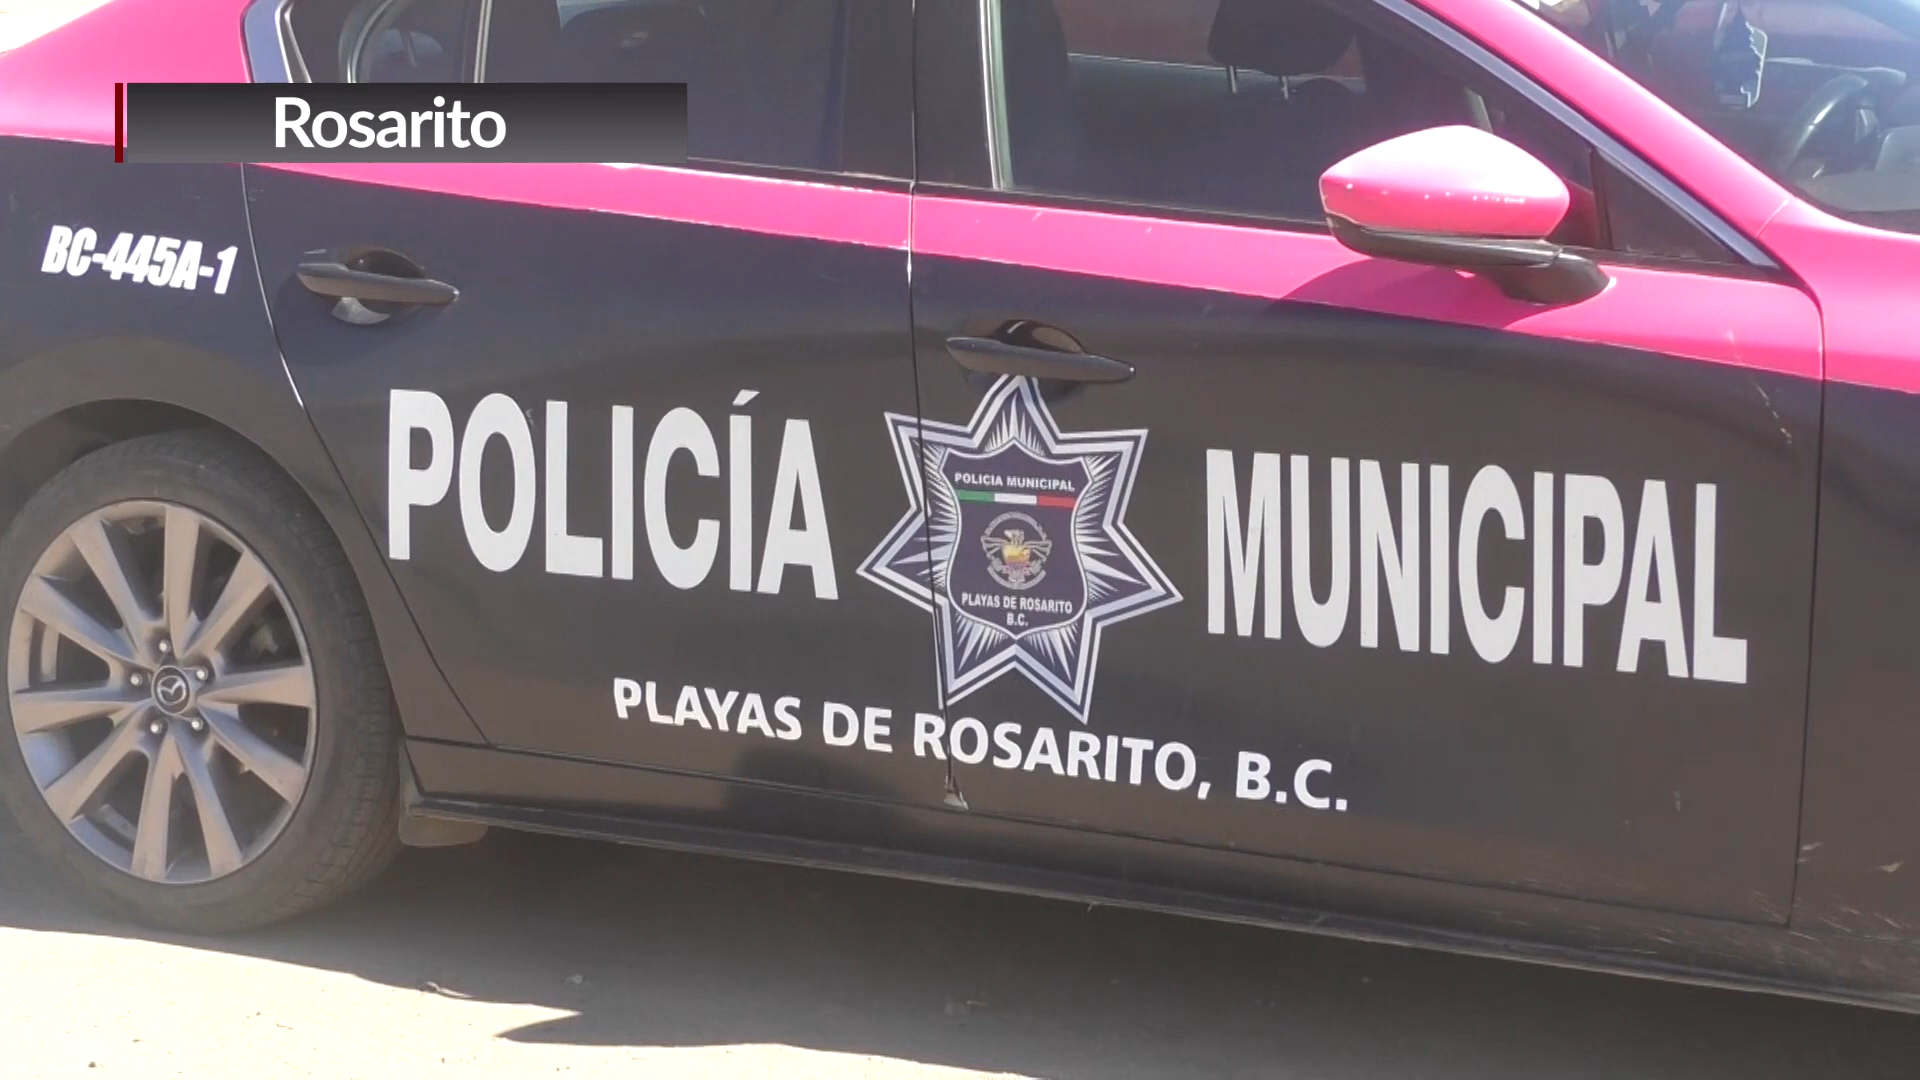 Rosarito
BC-445A-1
POLICÍA MUNICIPAL
POLICIA MUNICIPAL
PLAYAS DE ROSARITO
B.C.
PLAYAS DE ROSARITO, B.C.